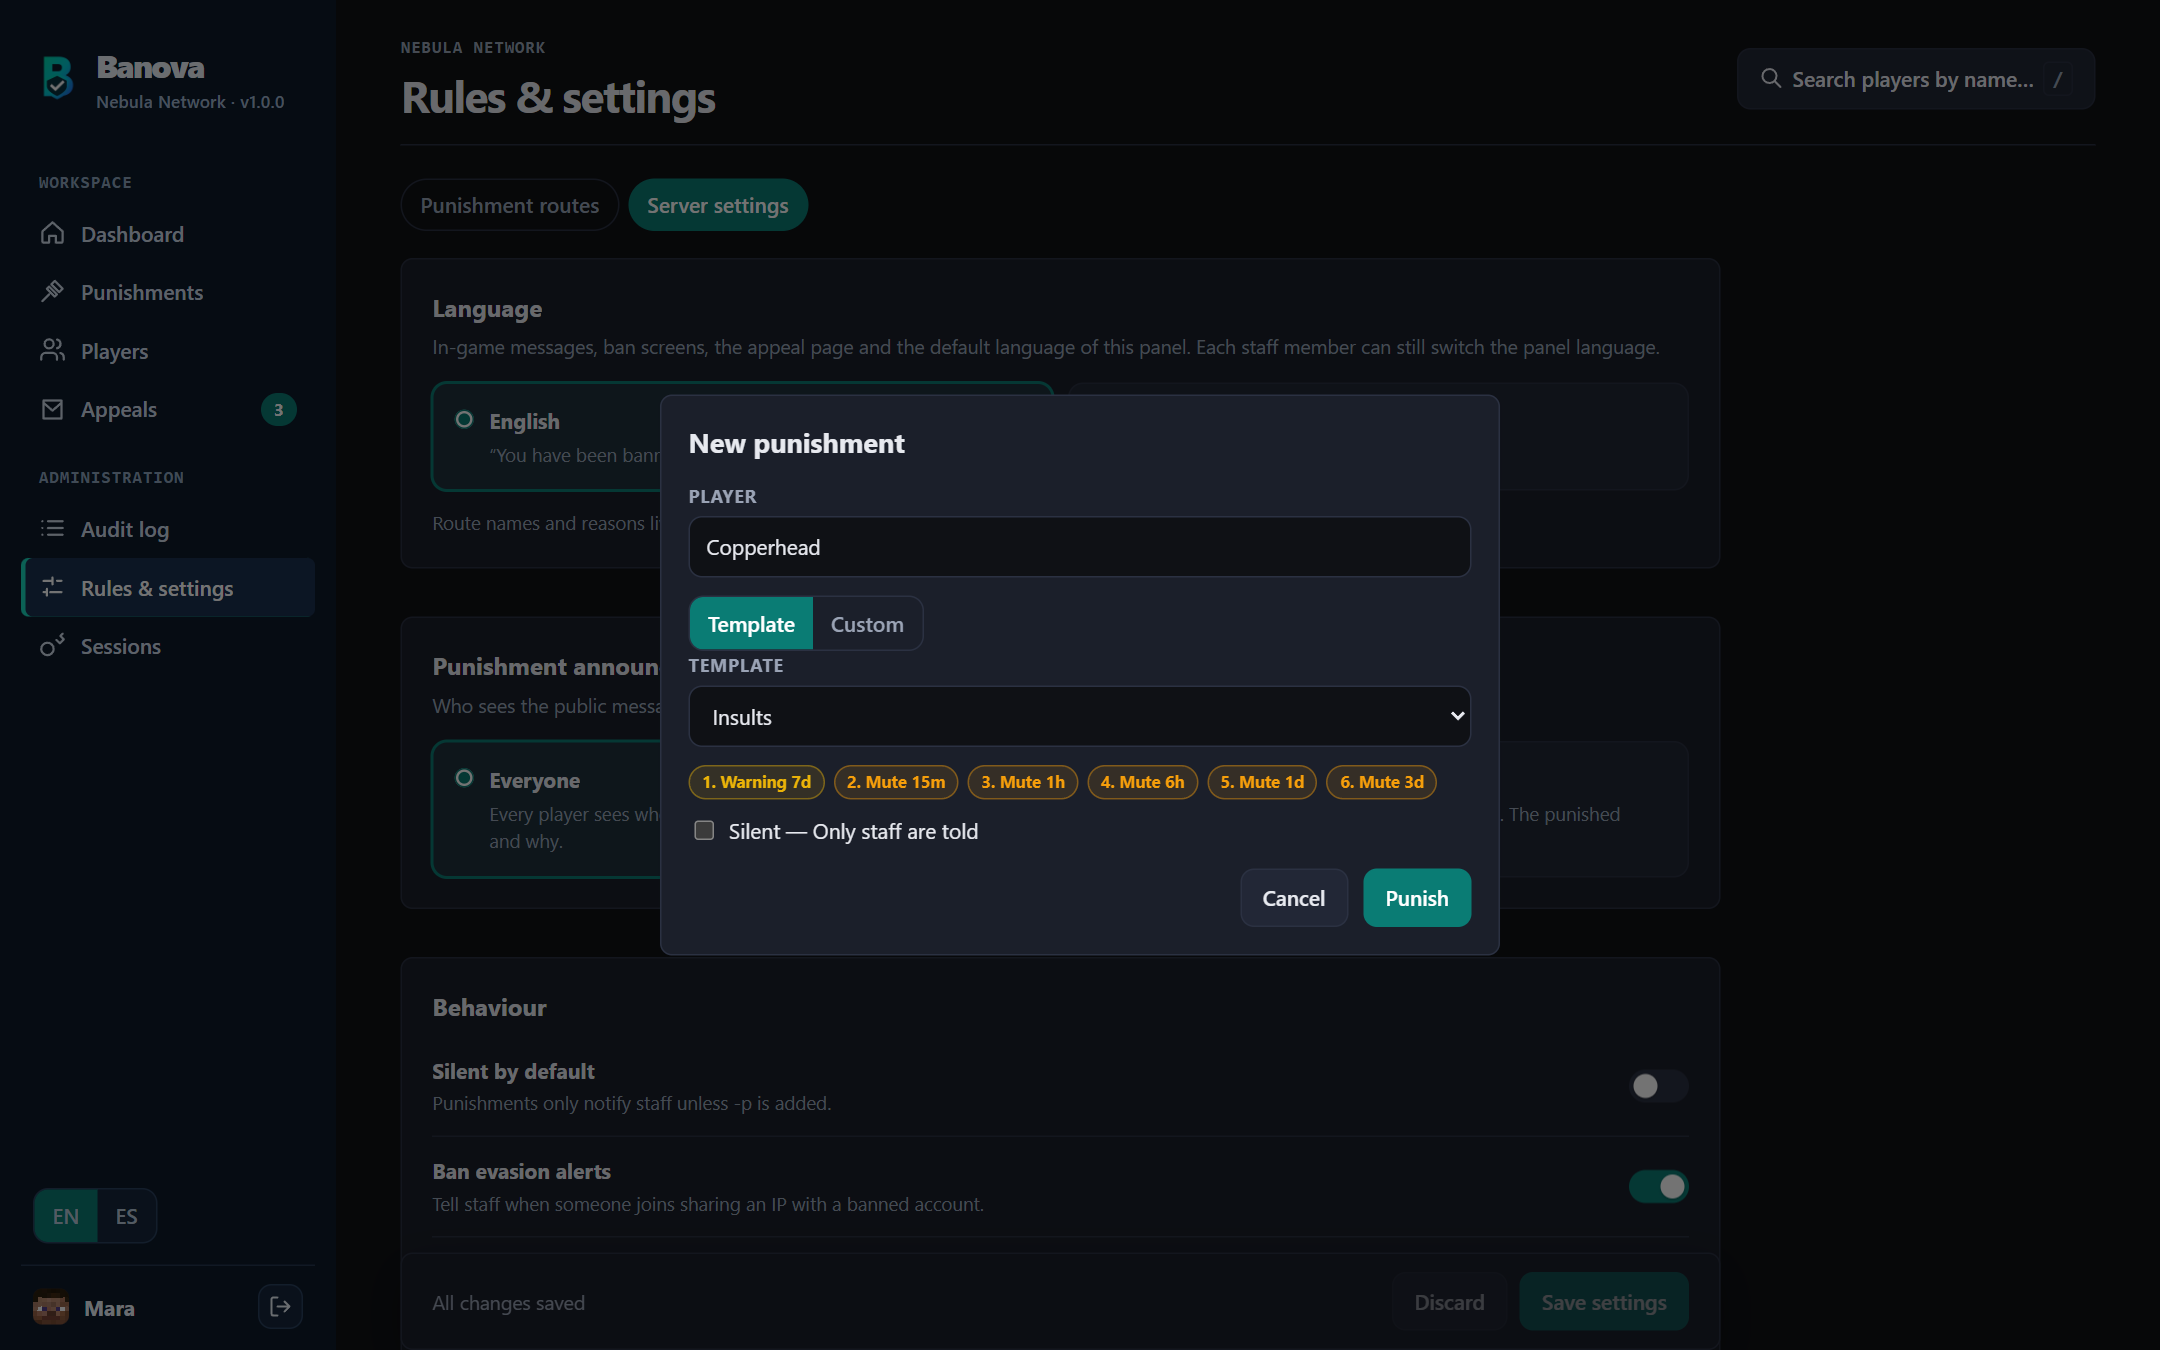 Banova
Nebula Network · v1.0.0
WORKSPACE
Dashboard
Punishments
Players
Appeals
3
ADMINISTRATION
Audit log
Rules & settings
Sessions
EN
ES
Mara
NEBULA NETWORK
Rules & settings
Search players by name...
/
Punishment routes
Server settings
Language
In-game messages, ban screens, the appeal page and the default language of this panel. Each staff member can still switch the panel language.
English
“You have been
Route names and reasons
Punishment
Who sees the public
Everyone
Every player sees
and why.
. The punished
New punishment
PLAYER
Copperhead
Template
Custom
TEMPLATE
Insults
1. Warning 7d
2. Mute 15m
3. Mute 1h
4. Mute 6h
5. Mute 1d
6. Mute 3d
Silent — Only staff are told
Cancel
Punish
Behaviour
Silent by default
Punishments only notify staff unless -p is added.
Ban evasion alerts
Tell staff when someone joins sharing an IP with a banned account.
All changes saved
Discard
Save settings